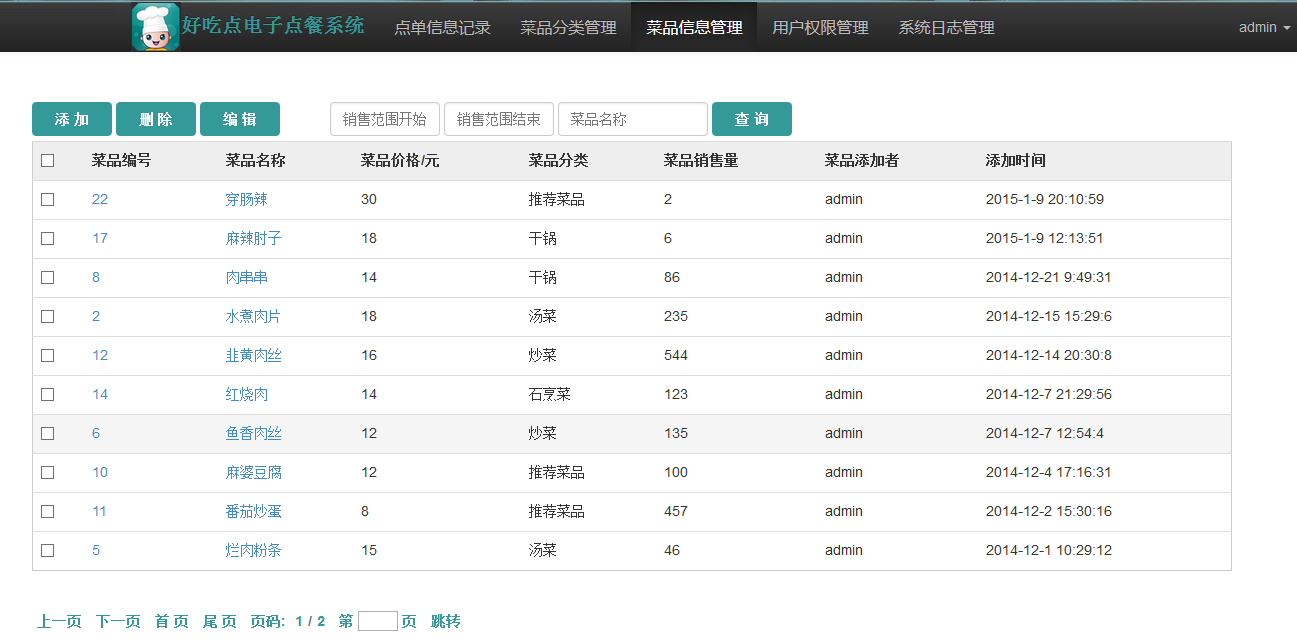 好吃点电子点餐系统 点单信息记录 菜品分类管理 菜品信息管理 用户权限管理 系统日志管理 admin
添 加 删 除 编 辑 销售范围开始 销售范围结束 菜品名称 查 询
菜品编号 菜品名称 菜品价格/元 菜品分类 菜品销售量 菜品添加者 添加时间
22 穿肠辣 30 推荐菜品 2 admin 2015-1-9 20:10:59
17 麻辣肘子 18 干锅 6 admin 2015-1-9 12:13:51
8 肉串串 14 干锅 86 admin 2014-12-21 9:49:31
2 水煮肉片 18 汤菜 235 admin 2014-12-15 15:29:6
12 韭黄肉丝 16 炒菜 544 admin 2014-12-14 20:30:8
14 红烧肉 14 石烹菜 123 admin 2014-12-7 21:29:56
6 鱼香肉丝 12 炒菜 135 admin 2014-12-7 12:54:4
10 麻婆豆腐 12 推荐菜品 100 admin 2014-12-4 17:16:31
11 番茄炒蛋 8 推荐菜品 457 admin 2014-12-2 15:30:16
5 烂肉粉条 15 汤菜 46 admin 2014-12-1 10:29:12
上一页 下一页 首 页 尾 页 页码: 1 / 2 第 页 跳转